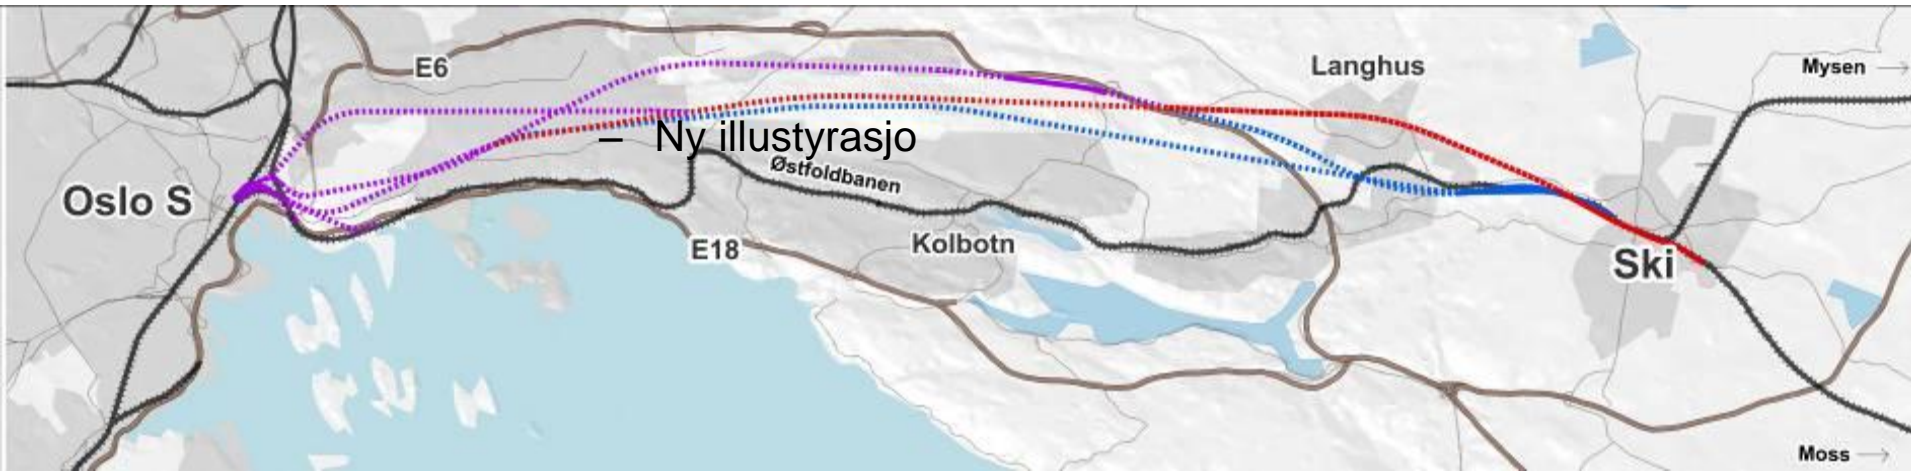 E6
Langhus
Mysen →
– Ny illustyrasjo
Østfoldbanen
Oslo S
E18
Kolbotn
Ski
Moss →